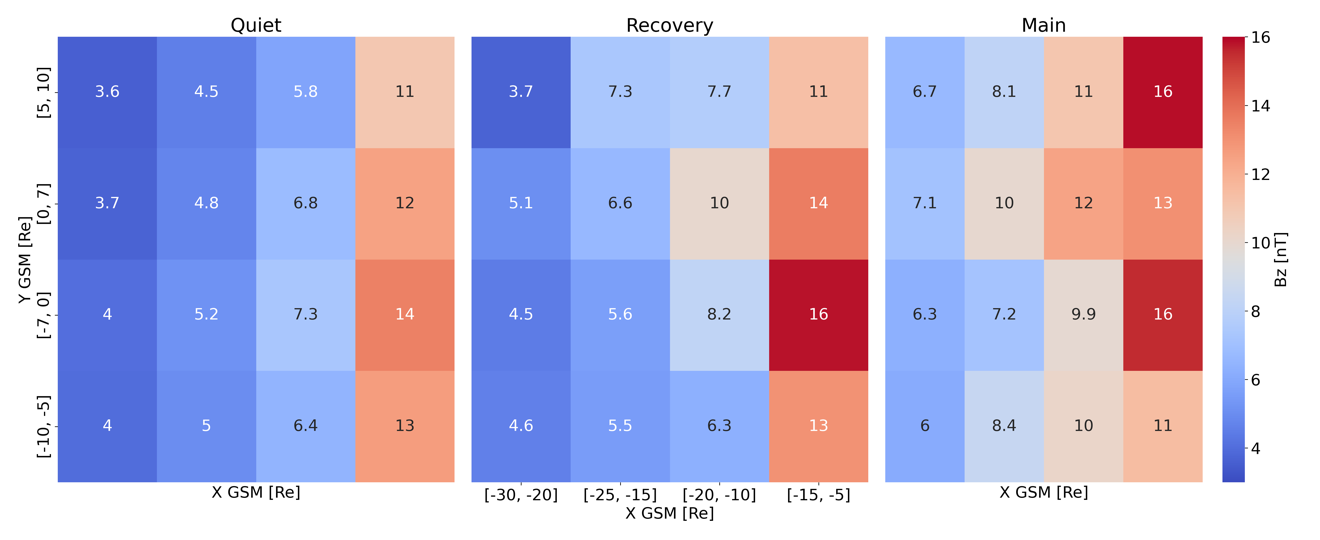 Quiet Recovery Main
[5, 10] 3.6 4.5 5.8 11 3.7 7.3 7.7 11 6.7 8.1 11 16
[0, 7] 3.7 4.8 6.8 12 5.1 6.6 10 14 7.1 10 12 13
[-7, 0] 4 5.2 7.3 14 4.5 5.6 8.2 16 6.3 7.2 9.9 16
[-10, -5] 4 5 6.4 13 4.6 5.5 6.3 13 6 8.4 10 11
Y GSM [Re]
X GSM [Re]
[-30, -20] [-25, -15] [-20, -10] [-15, -5]
X GSM [Re]
X GSM [Re]
16
14
12
10
8
6
4
Bz [nT]